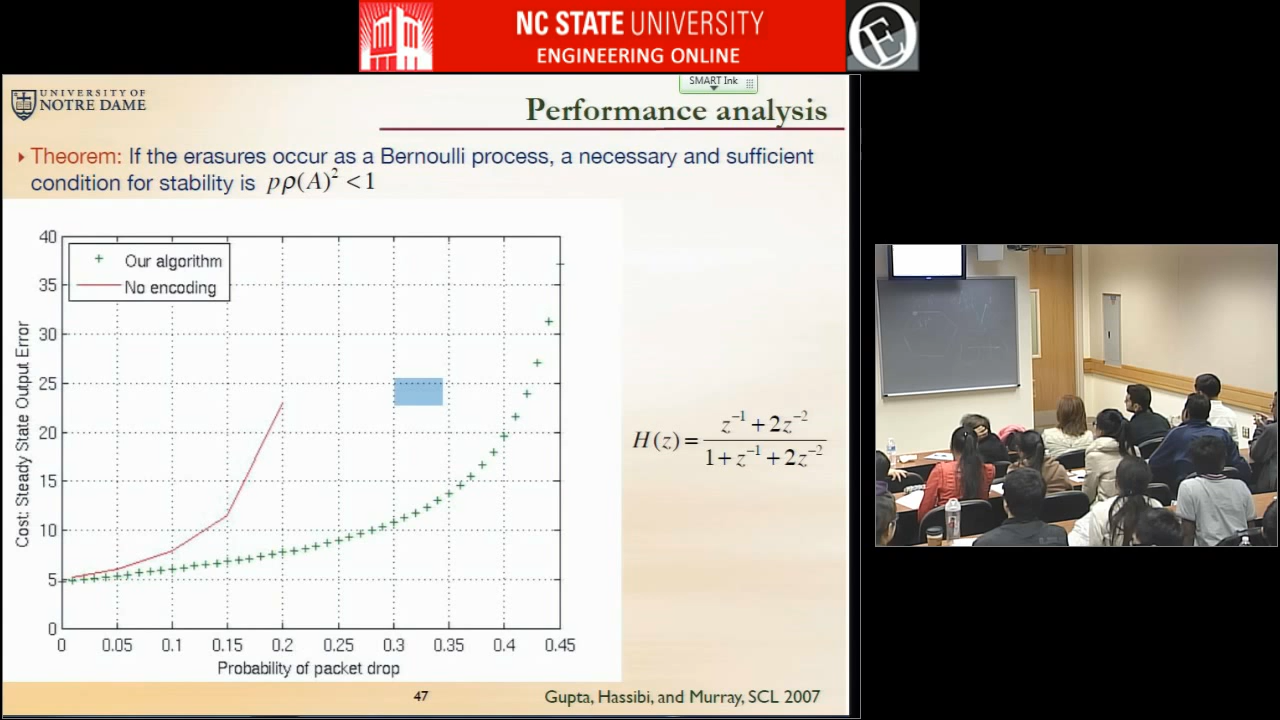 NC STATE UNIVERSITY
ENGINEERING ONLINE
SMART Ink
UNIVERSITY OF
NOTRE DAME
Performance analysis
Theorem: If the erasures occur as a Bernoulli process, a necessary and sufficient
condition for stability is pρ(A)² < 1
40
35
30
25
20
15
10
5
0
Cost: Steady State Output Error
Our algorithm
No encoding
0 0.05 0.1 0.15 0.2 0.25 0.3 0.35 0.4 0.45
Probability of packet drop
H(z) = (z⁻¹ + 2z⁻²) / (1 + z⁻¹ + 2z⁻²)
47
Gupta, Hassibi, and Murray, SCL 2007